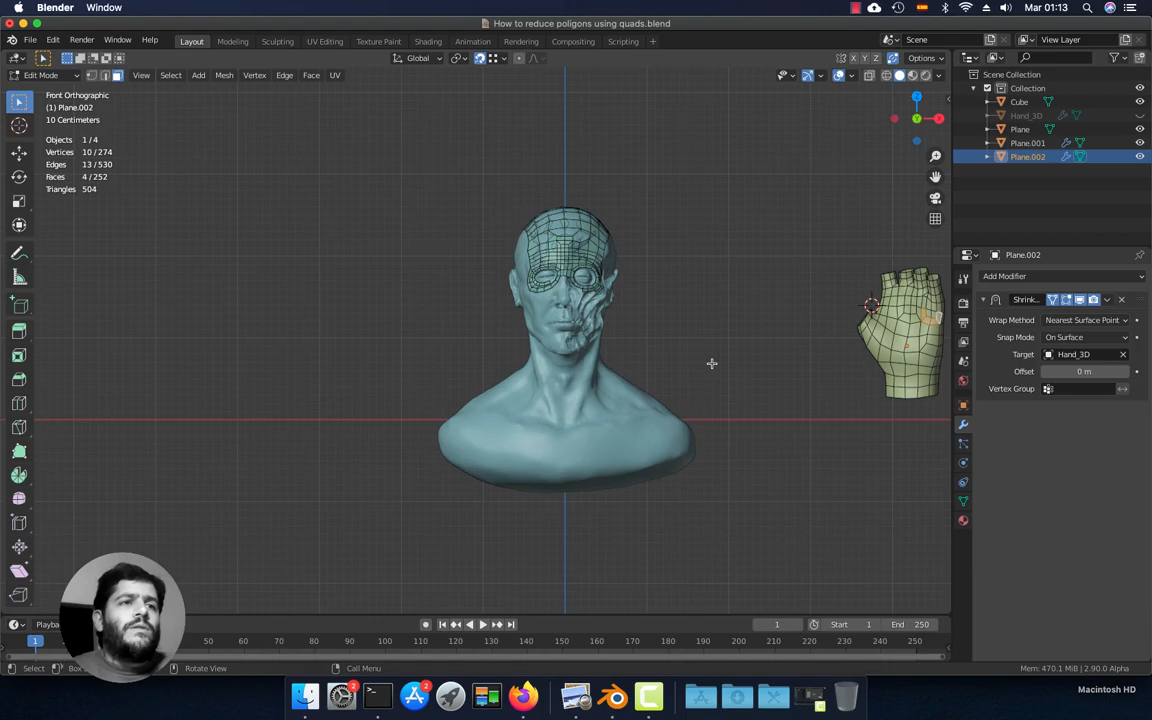 Blender Window Mar 01:13
How to reduce poligons using quads.blend
File Edit Render Window Help Layout Modeling Sculpting UV Editing Texture Paint Shading Animation Rendering Compositing Scripting + Scene View Layer
Global X Y Z Options
Edit Mode View Select Add Mesh Vertex Edge Face UV
Scene Collection
Collection
Cube
Hand_3D
Plane
Plane.001
Plane.002
Front Orthographic
(1) Plane.002
10 Centimeters
Objects 1 / 4
Vertices 10 / 274
Edges 13 / 530
Faces 4 / 252
Triangles 504
Z
X
Y
Plane.002
Add Modifier
Shrink...
Wrap Method Nearest Surface Point
Snap Mode On Surface
Target Hand_3D
Offset 0 m
Vertex Group
Playback 1 Start 1 End 250
1 50 60 70 80 90 100 110 120 130 140 150 160 170 180 190 200 210 220 230 240 250
Select Box Rotate View Call Menu Mem: 470.1 MiB | 2.90.0 Alpha
2 2
Macintosh HD